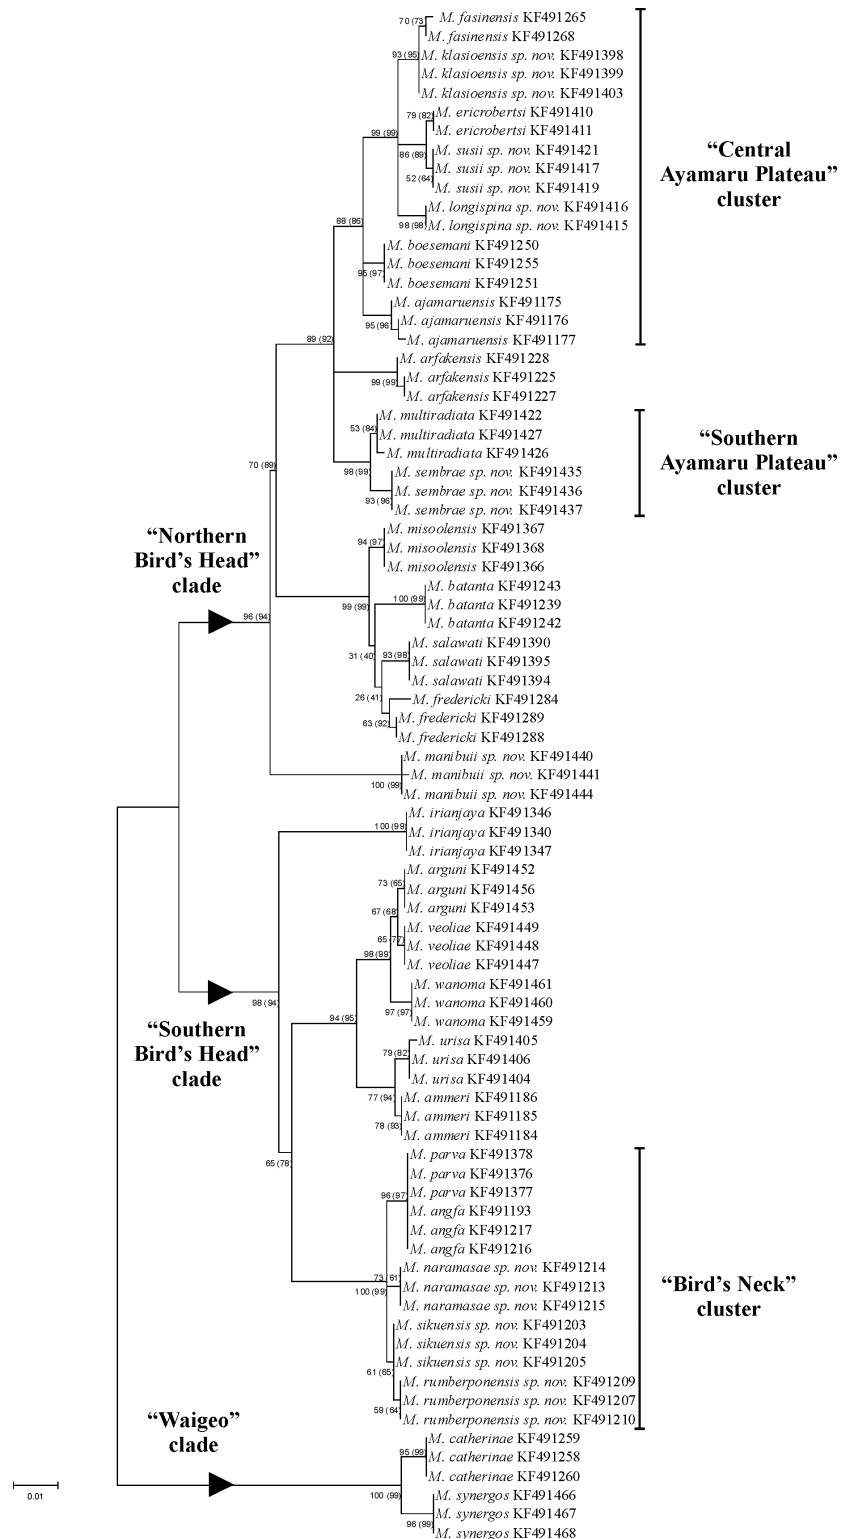 M. fasinensis KF491265
70 (73)
M. fasinensis KF491268
93 (95)
M. klasioensis sp. nov. KF491398
M. klasioensis sp. nov. KF491399
M. klasioensis sp. nov. KF491403
79 (82)
M. ericrobertsi KF491410
99 (99)
M. ericrobertsi KF491411
86 (89)
M. susii sp. nov. KF491421
M. susii sp. nov. KF491417
52 (64)
M. susii sp. nov. KF491419
M. longispina sp. nov. KF491416
98 (98)
M. longispina sp. nov. KF491415
“Central
Ayamaru Plateau”
cluster
88 (86)
M. boesemani KF491250
M. boesemani KF491255
95 (97)
M. boesemani KF491251
M. ajamaruensis KF491175
95 (96)
M. ajamaruensis KF491176
M. ajamaruensis KF491177
89 (92)
M. arfakensis KF491228
99 (99)
M. arfakensis KF491225
M. arfakensis KF491227
M. multiradiata KF491422
53 (84)
M. multiradiata KF491427
M. multiradiata KF491426
98 (99)
M. sembrae sp. nov. KF491435
M. sembrae sp. nov. KF491436
93 (96)
M. sembrae sp. nov. KF491437
“Southern
Ayamaru Plateau”
cluster
70 (89)
M. misoolensis KF491367
94 (97)
M. misoolensis KF491368
M. misoolensis KF491366
“Northern
Bird’s Head”
clade
M. batanta KF491243
100 (99)
M. batanta KF491239
99 (99)
M. batanta KF491242
96 (94)
M. salawati KF491390
31 (40)
93 (98)
M. salawati KF491395
M. salawati KF491394
26 (41)
M. fredericki KF491284
M. fredericki KF491289
63 (92)
M. fredericki KF491288
M. manibuii sp. nov. KF491440
M. manibuii sp. nov. KF491441
100 (99)
M. manibuii sp. nov. KF491444
M. irianjaya KF491346
100 (99)
M. irianjaya KF491340
M. irianjaya KF491347
M. arguni KF491452
73 (65)
M. arguni KF491456
M. arguni KF491453
67 (68)
M. veoliae KF491449
65 (77)
M. veoliae KF491448
98 (99)
M. veoliae KF491447
M. wanoma KF491461
M. wanoma KF491460
97 (97)
M. wanoma KF491459
98 (94)
“Southern
Bird’s Head”
clade
94 (95)
M. urisa KF491405
79 (82)
M. urisa KF491406
M. urisa KF491404
77 (94)
M. ammeri KF491186
M. ammeri KF491185
78 (93)
M. ammeri KF491184
65 (78)
M. parva KF491378
M. parva KF491376
96 (97)
M. parva KF491377
M. angfa KF491193
M. angfa KF491217
M. angfa KF491216
M. naramasae sp. nov. KF491214
73 (61)
M. naramasae sp. nov. KF491213
100 (99)
M. naramasae sp. nov. KF491215
M. sikuensis sp. nov. KF491203
M. sikuensis sp. nov. KF491204
M. sikuensis sp. nov. KF491205
61 (65)
M. rumberponensis sp. nov. KF491209
M. rumberponensis sp. nov. KF491207
59 (64)
M. rumberponensis sp. nov. KF491210
“Bird’s Neck”
cluster
“Waigeo”
clade
M. catherinae KF491259
95 (99)
M. catherinae KF491258
M. catherinae KF491260
100 (99)
M. synergos KF491466
M. synergos KF491467
96 (99)
M. synergos KF491468
0.01